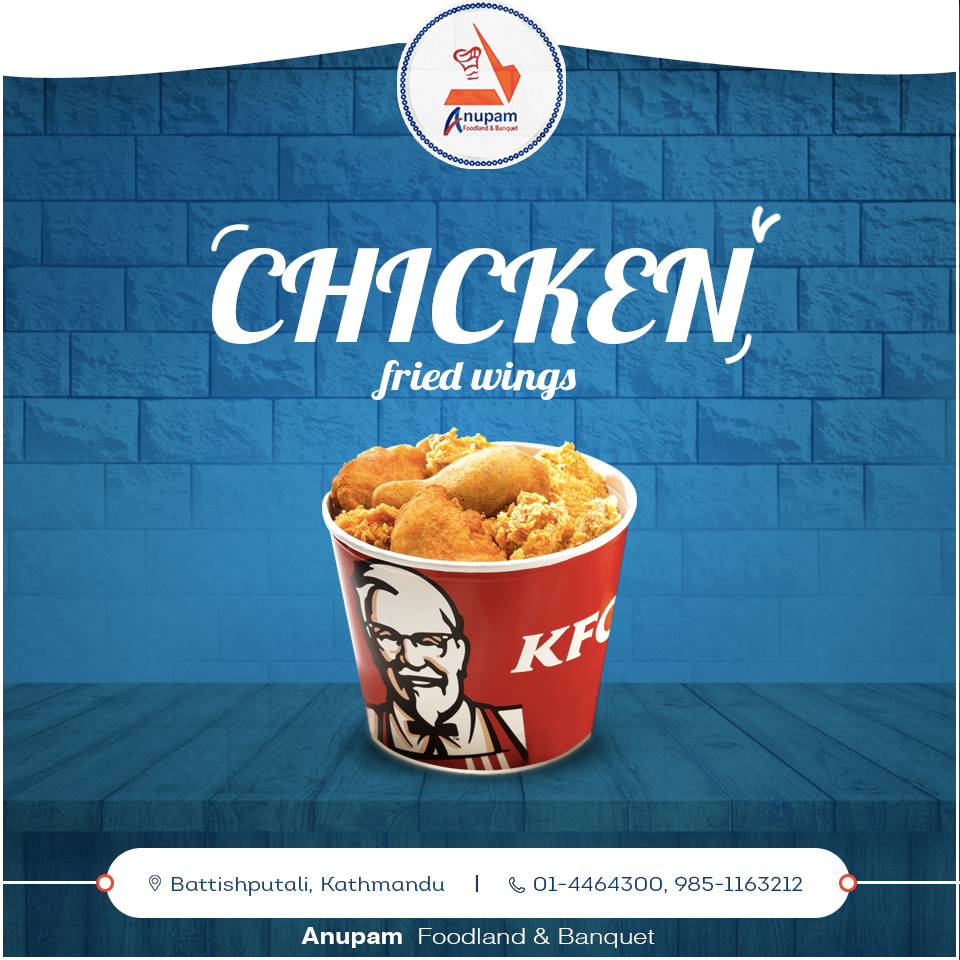 Anupam
Foodland & Banquet
CHICKEN
fried wings
KFC
Battishputali, Kathmandu | 01-4464300, 985-1163212
Anupam Foodland & Banquet